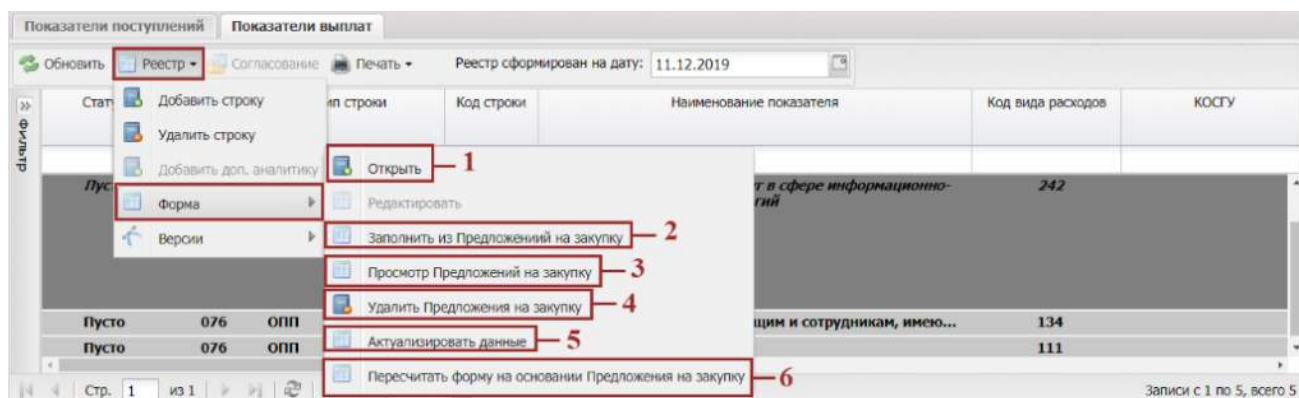 Показатели поступлений Показатели выплат
Обновить Реестр Согласование Печать Реестр сформирован на дату: 11.12.2019
Фильтр
Стат ип строки Код строки Наименование показателя Код вида расходов КОСГУ
Добавить строку
Удалить строку
Добавить доп. аналитику
Форма
Версии
Открыть 1
Редактировать
Заполнить из Предложениий на закупку 2
Просмотр Предложений на закупку 3
Удалить Предложения на закупку 4
Актуализировать данные 5
Пересчитать форму на основании Предложения на закупку 6
Пус т в сфере информационно- 242
гий
Пусто 076 ОПП щим и сотрудникам, имею... 134
Пусто 076 ОПП 111
Стр. 1 из 1 Записи с 1 по 5, всего 5